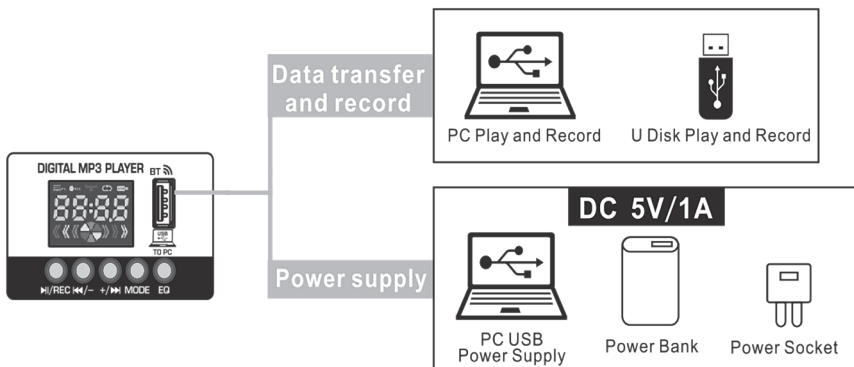 Data transfer
and record
PC Play and Record
U Disk Play and Record
DIGITAL MP3 PLAYER
BT
88:88
USB
TO PC
/REC
/-
+/
MODE
EQ
Power supply
DC 5V/1A
PC USB
Power Supply
Power Bank
Power Socket